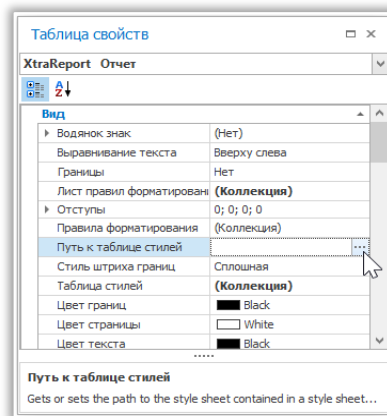 Таблица свойств
XtraReport Отчет
Вид
Водянок знак (Нет)
Выравнивание текста Вверху слева
Границы Нет
Лист правил форматировани (Коллекция)
Отступы 0; 0; 0; 0
Правила форматирования (Коллекция)
Путь к таблице стилей ...
Стиль штриха границ Сплошная
Таблица стилей (Коллекция)
Цвет границ Black
Цвет страницы White
Цвет текста Black
Путь к таблице стилей
Gets or sets the path to the style sheet contained in a style sheet...